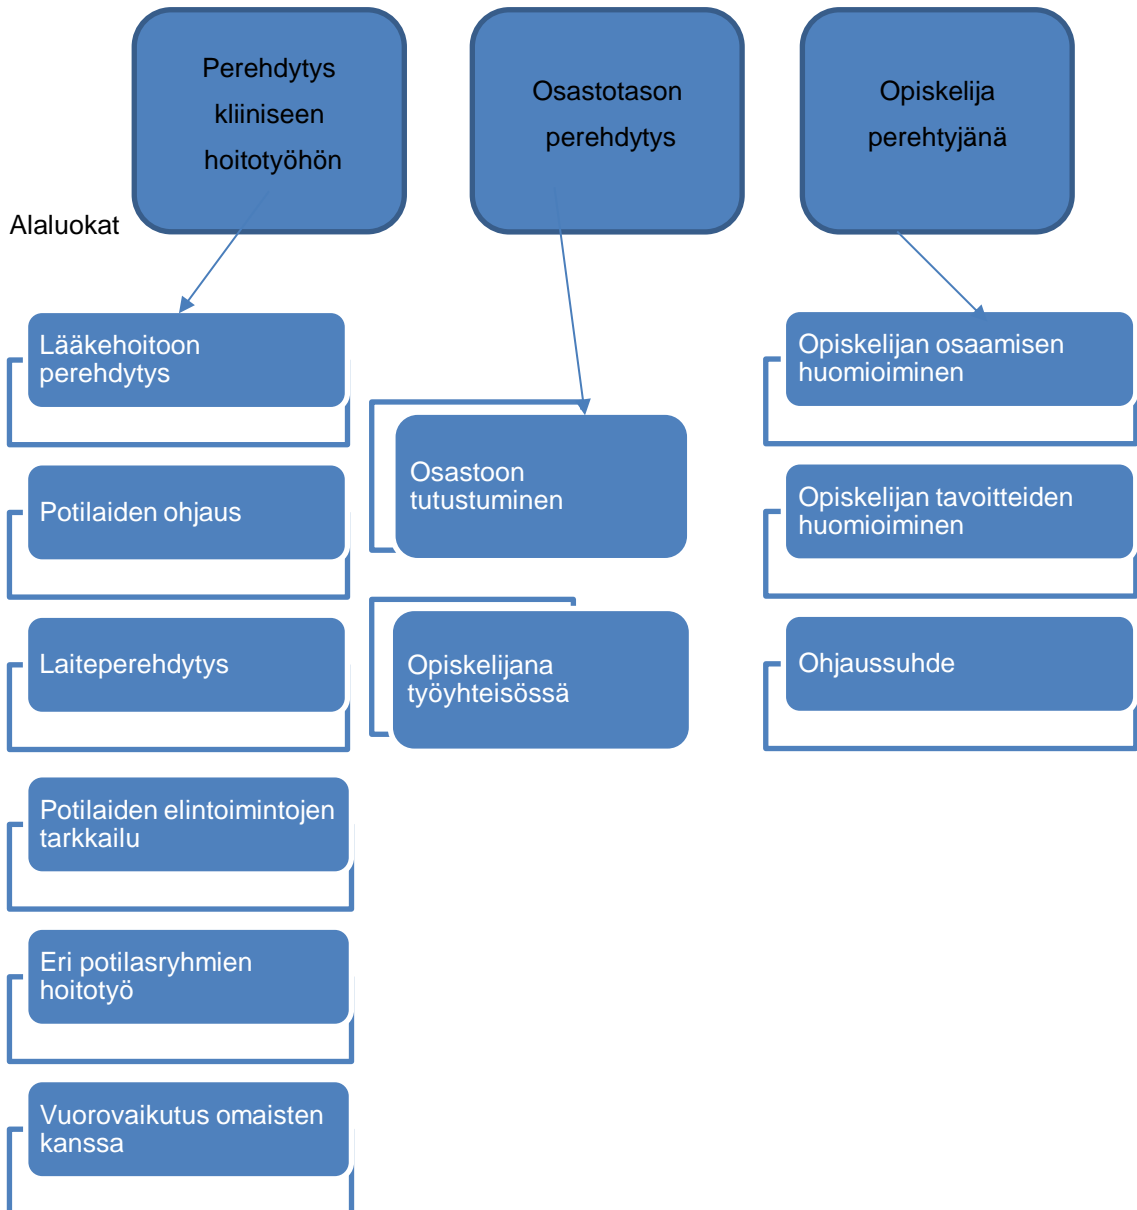 Perehdytys
kliiniseen
hoitotyöhön
Osastotason
perehdytys
Opiskelija
perehtyjänä
Alaluokat
Lääkehoitoon
perehdytys
Potilaiden ohjaus
Laiteperehdytys
Potilaiden elintoimintojen
tarkkailu
Eri potilasryhmien
hoitotyö
Vuorovaikutus omaisten
kanssa
Osastoon
tutustuminen
Opiskelijana
työyhteisössä
Opiskelijan osaamisen
huomioiminen
Opiskelijan tavoitteiden
huomioiminen
Ohjaussuhde